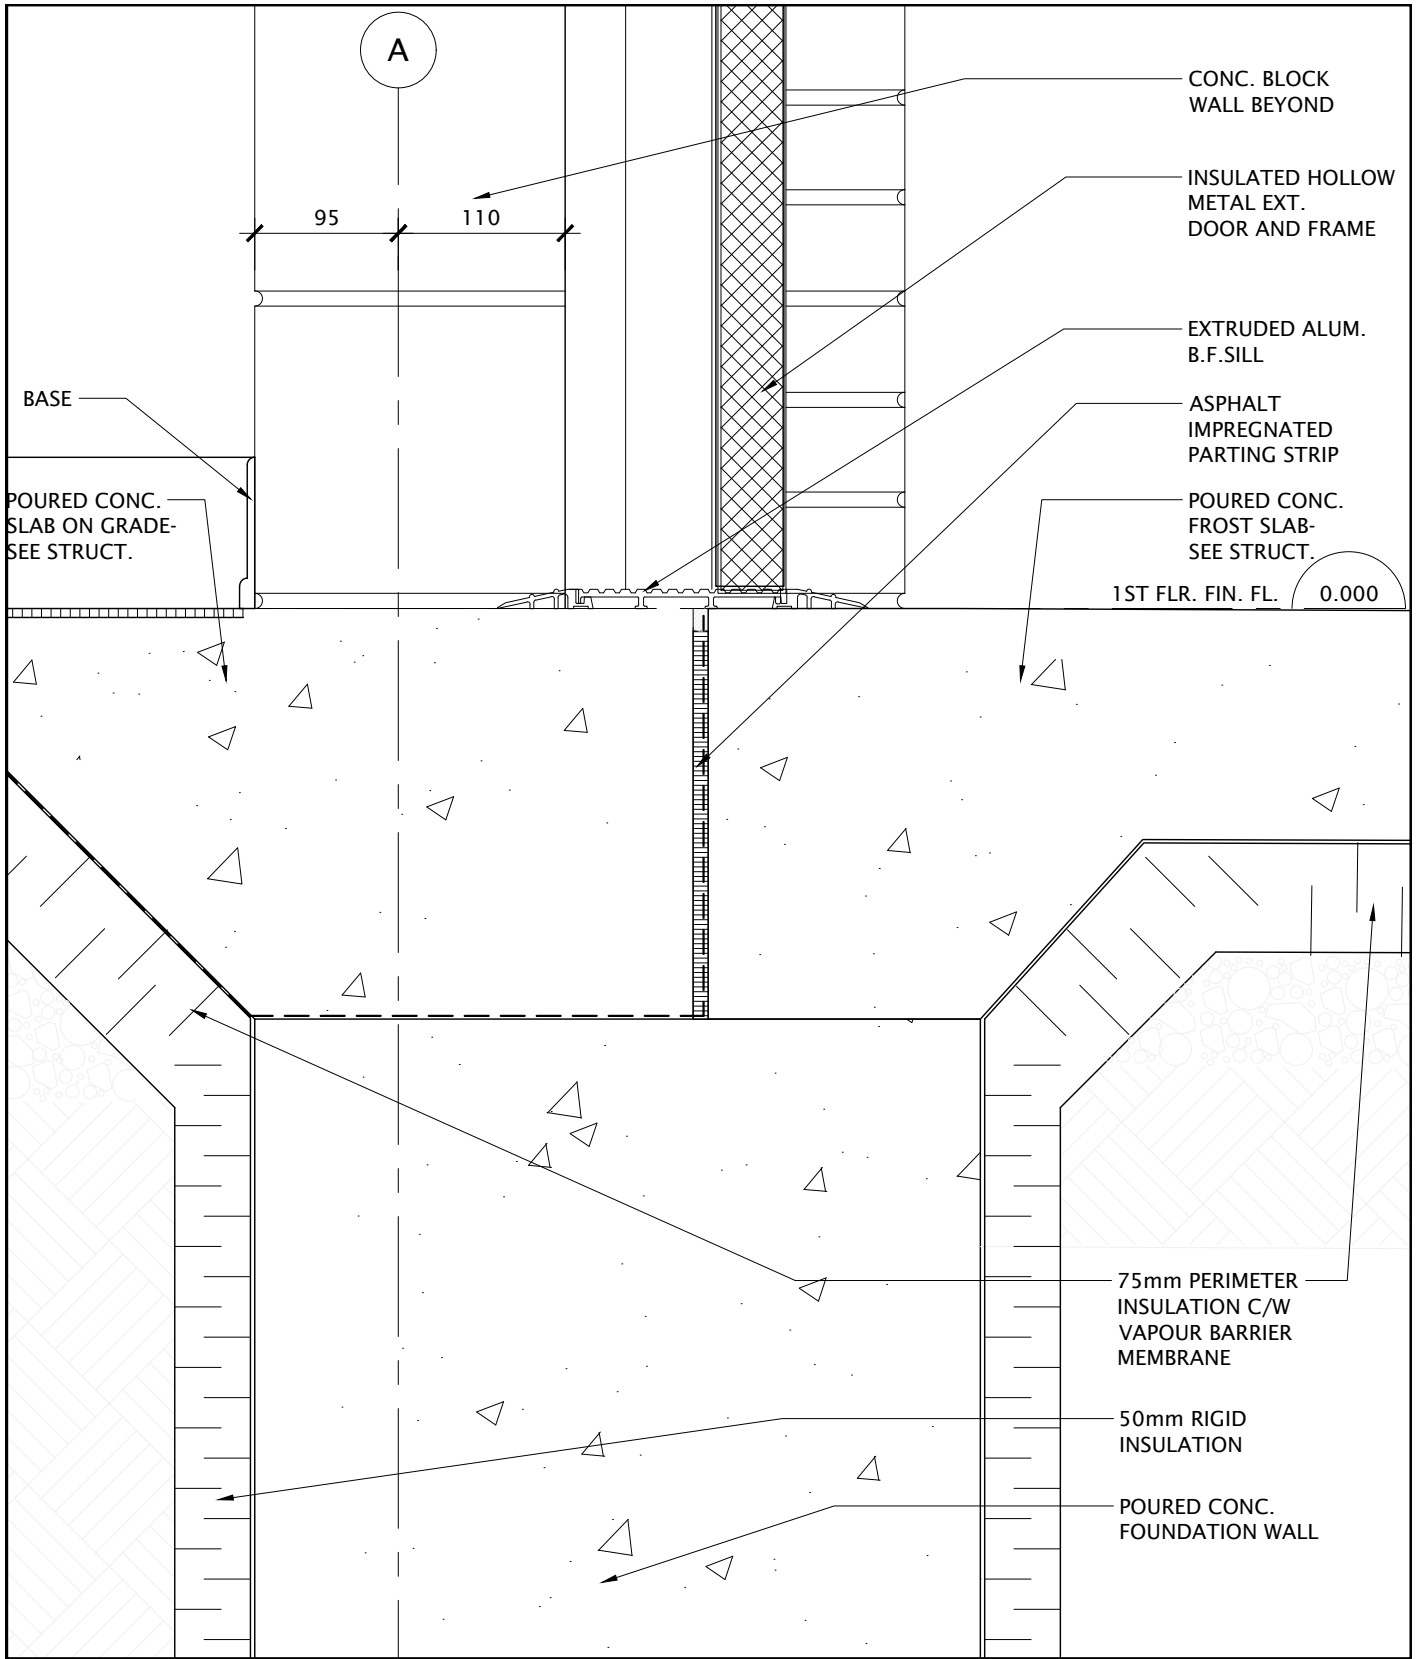 A
CONC. BLOCK
WALL BEYOND
INSULATED HOLLOW
METAL EXT.
DOOR AND FRAME
95
110
EXTRUDED ALUM.
B.F.SILL
BASE
ASPHALT
IMPREGNATED
PARTING STRIP
POURED CONC.
SLAB ON GRADE-
SEE STRUCT.
POURED CONC.
FROST SLAB-
SEE STRUCT.
1ST FLR. FIN. FL.
0.000
75mm PERIMETER
INSULATION C/W
VAPOUR BARRIER
MEMBRANE
50mm RIGID
INSULATION
POURED CONC.
FOUNDATION WALL